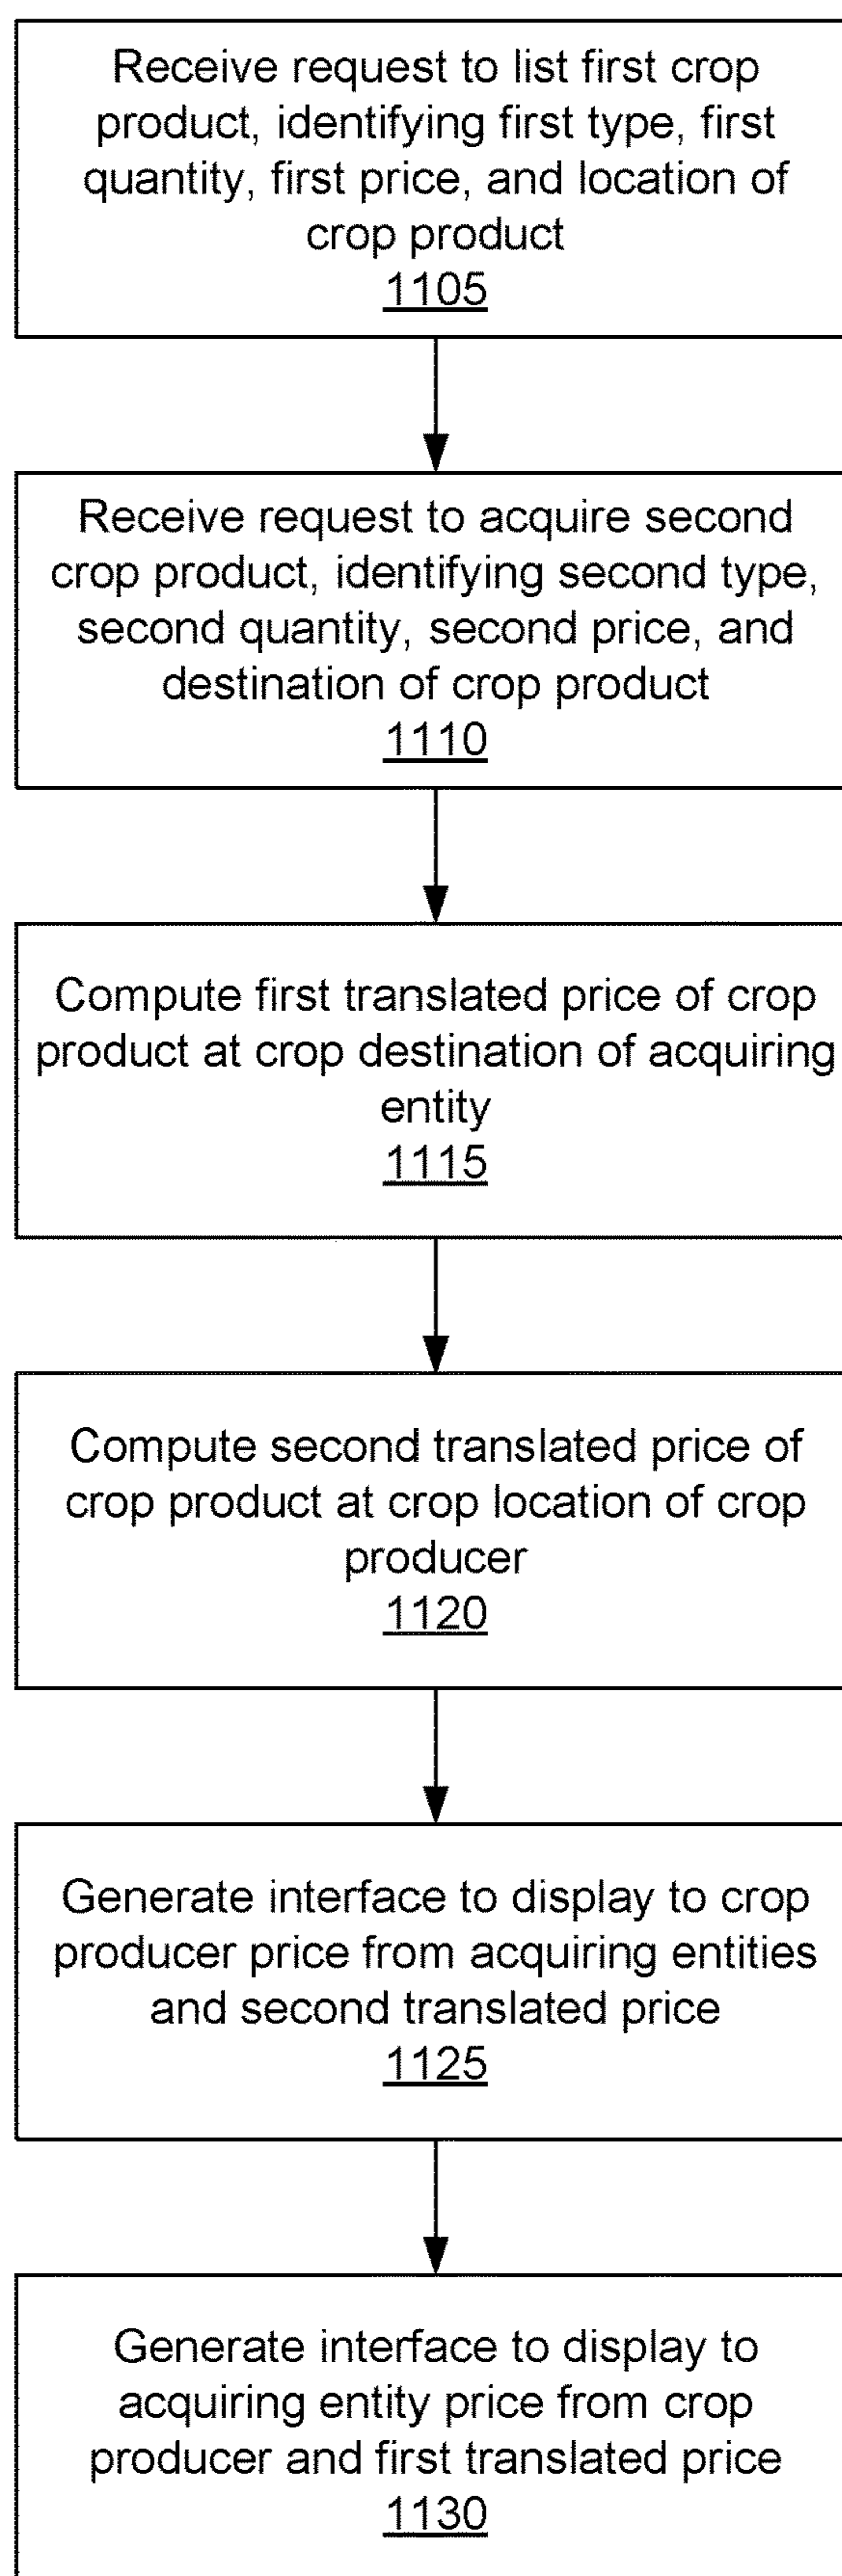 Receive request to list first crop
product, identifying first type, first
quantity, first price, and location of
crop product
1105
Receive request to acquire second
crop product, identifying second type,
second quantity, second price, and
destination of crop product
1110
Compute first translated price of crop
product at crop destination of acquiring
entity
1115
Compute second translated price of
crop product at crop location of crop
producer
1120
Generate interface to display to crop
producer price from acquiring entities
and second translated price
1125
Generate interface to display to
acquiring entity price from crop
producer and first translated price
1130